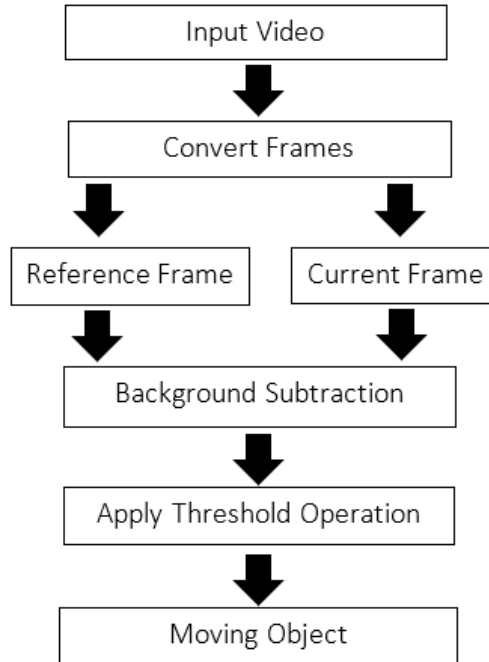 Input Video
Convert Frames
Reference Frame
Current Frame
Background Subtraction
Apply Threshold Operation
Moving Object